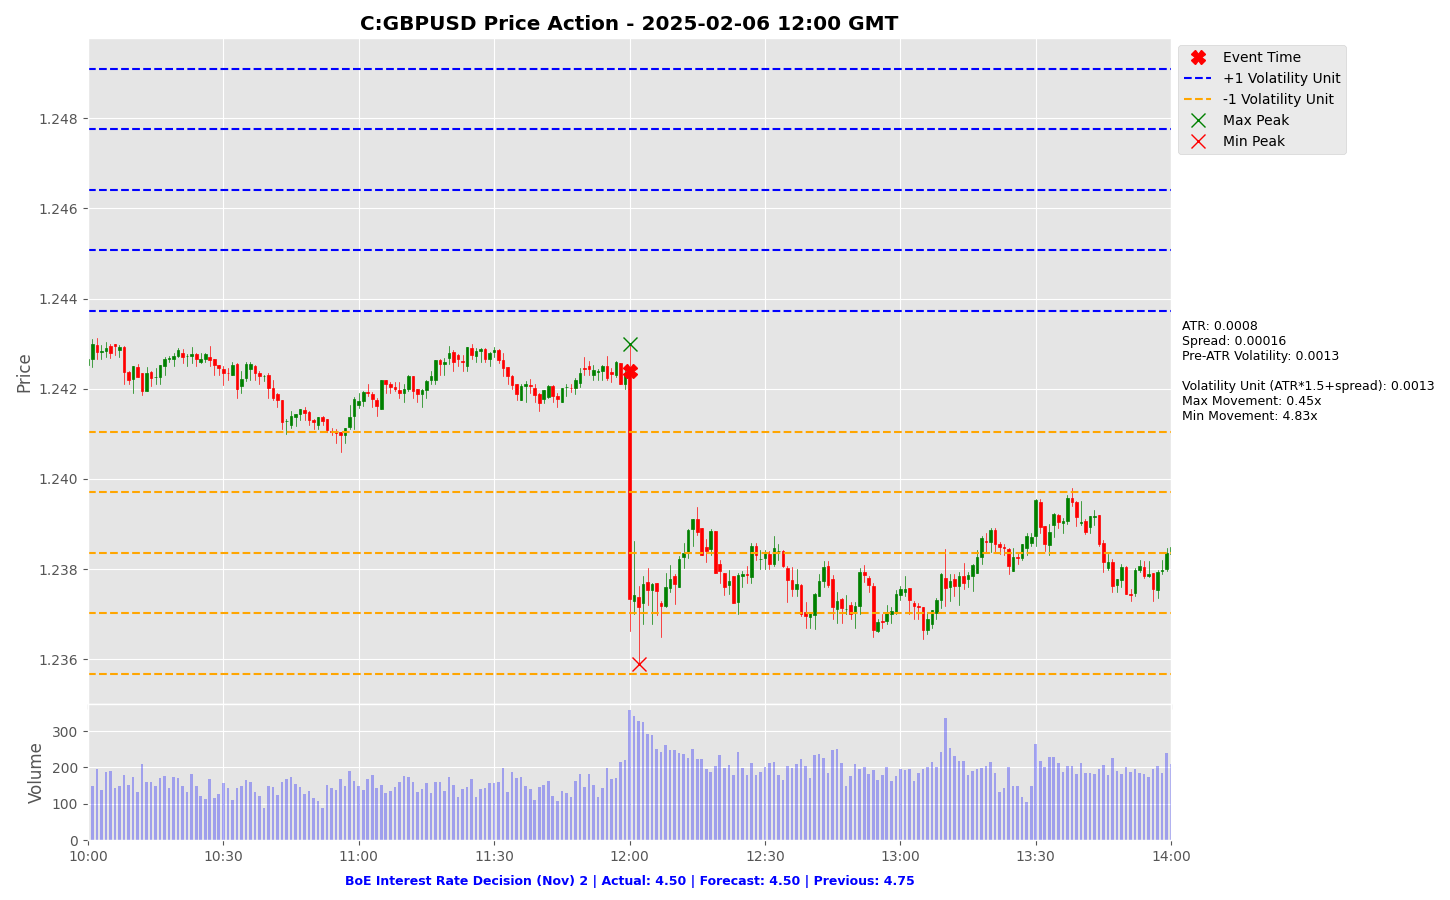 C:GBPUSD Price Action - 2025-02-06 12:00 GMT
Event Time
+1 Volatility Unit
-1 Volatility Unit
Max Peak
Min Peak
Price
1.248
1.246
1.244
1.242
1.240
1.238
1.236
ATR: 0.0008
Spread: 0.00016
Pre-ATR Volatility: 0.0013
Volatility Unit (ATR*1.5+spread): 0.0013
Max Movement: 0.45x
Min Movement: 4.83x
Volume
300
200
100
0
10:00 10:30 11:00 11:30 12:00 12:30 13:00 13:30 14:00
BoE Interest Rate Decision (Nov) 2 | Actual: 4.50 | Forecast: 4.50 | Previous: 4.75